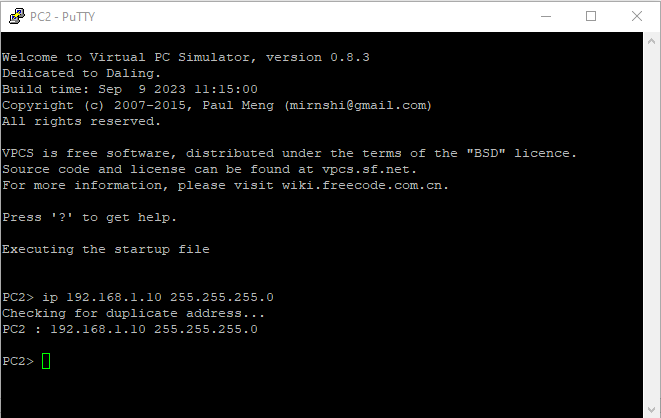 PC2 - PuTTY
Welcome to Virtual PC Simulator, version 0.8.3
Dedicated to Daling.
Build time: Sep  9 2023 11:15:00
Copyright (c) 2007-2015, Paul Meng (mirnshi@gmail.com)
All rights reserved.
VPCS is free software, distributed under the terms of the "BSD" licence.
Source code and license can be found at vpcs.sf.net.
For more information, please visit wiki.freecode.com.cn.
Press '?' to get help.
Executing the startup file
PC2> ip 192.168.1.10 255.255.255.0
Checking for duplicate address...
PC2 : 192.168.1.10 255.255.255.0
PC2>